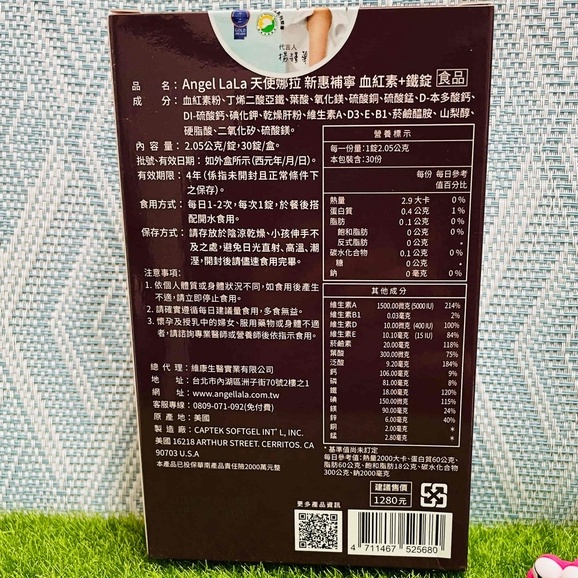 GOLD
代言人
品　　名：Angel LaLa 天使娜拉 新惠補寧 血紅素+鐵錠 食品
成　　分：血紅素粉、丁烯二酸亞鐵、葉酸、氧化鎂、硫酸銅、硫酸錳、D-本多酸鈣、
Dl-硫酸鈣、碘化鉀、乾燥肝粉、維生素A、D3、E、B1、菸鹼醯胺、山梨醇、
硬脂酸、二氧化矽、硫酸鎂。
內 容 量：2.05公克/錠，30錠/盒。
批號、有效日期：如外盒所示(西元年/月/日)。
有效期限：4年(係指未開封且正常條件下
之保存)。
食用方式：每日1-2次，每次1錠，於餐後搭
配開水食用。
保存方式：請存放於陰涼乾燥、小孩伸手不
及之處，避免日光直射、高溫、潮
溼，開封後請儘速食用完畢。
注意事項：
1. 依個人體質或身體狀況不同，如食用後產生
不適，請立即停止食用。
2. 請確實遵循每日建議量食用，多食無益。
3. 懷孕及授乳中的婦女、服用藥物或身體不適
者，請諮詢專業醫師或營養師後依指示食用。
總 代 理：維康生醫實業有限公司
地　　址：台北市內湖區洲子街70號2樓之1
網　　址：www.angellala.com.tw
客服專線：0809-071-092(免付費)
原 產 地：美國
製 造 廠：CAPTEK SOFTGEL INT' L, INC.
美國 16218 ARTHUR STREET. CERRITOS. CA
90703 U.S.A
本產品已投保華南產品責任險2000萬元整
營養標示
每一份量：1錠2.05公克
本包裝含：30份
每份 每日參考
值百分比
熱量 2.9 大卡 0%
蛋白質 0.4 公克 1%
脂肪 0.1 公克 0%
飽和脂肪 0 公克 0%
反式脂肪 0 公克 *
碳水化合物 0.1 公克 0%
糖 0 公克 *
鈉 0 毫克 0%
其他成分
維生素A 1500.00微克 (5000 IU) 214%
維生素B1 0.03毫克 2%
維生素D 10.00微克 (400 IU) 100%
維生素E 10.10毫克 (15 IU) 84%
菸鹼素 20.00毫克 118%
葉酸 300.00微克 75%
泛酸 9.20毫克 184%
鈣 106.00毫克 9%
磷 81.00毫克 8%
鐵 18.00毫克 120%
碘 150.00微克 115%
鎂 90.00毫克 24%
鋅 6.00毫克 40%
銅 2.00毫克 *
錳 2.80毫克 *
* 基準值尚未訂定
每日參考值：熱量2000大卡、蛋白質60公克、
脂肪60公克、飽和脂肪18公克、碳水化合物
300公克、鈉2000毫克
建議售價
1280元
更多產品資訊
4 711467 525680